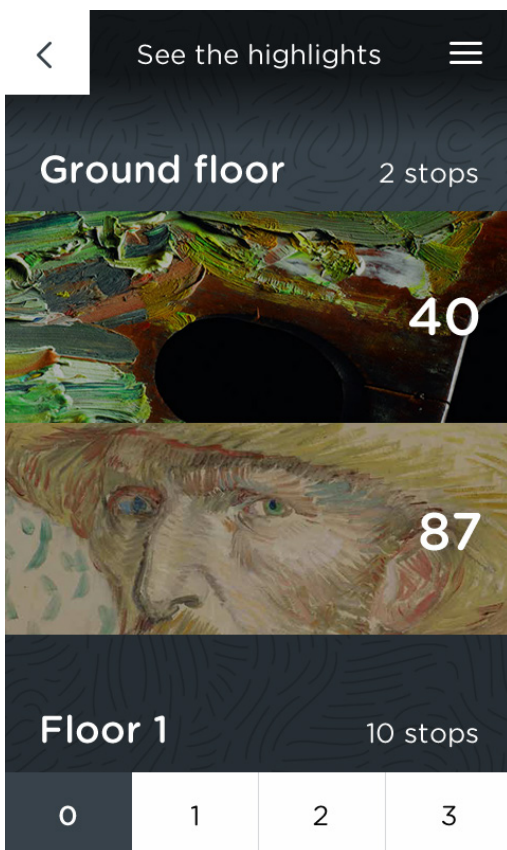 See the highlights
Ground floor 2 stops
40
87
Floor 1 10 stops
0 1 2 3